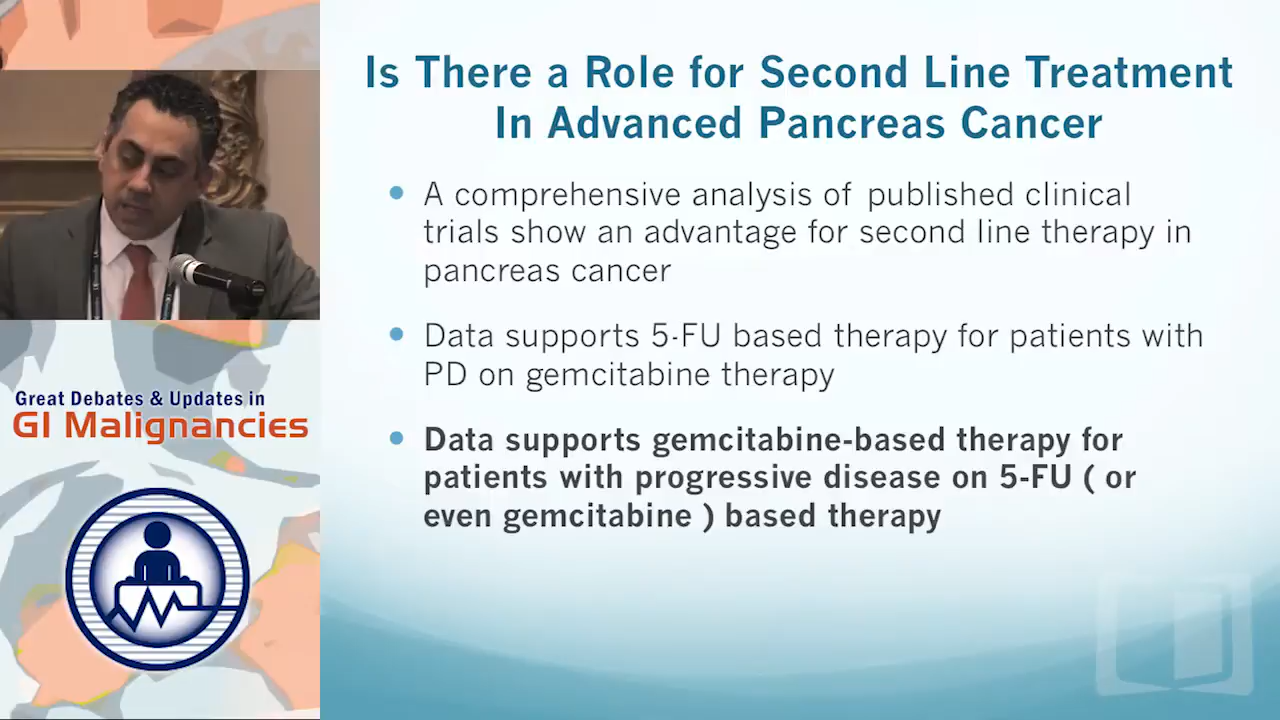 Is There a Role for Second Line Treatment
In Advanced Pancreas Cancer
A comprehensive analysis of published clinical
trials show an advantage for second line therapy in
pancreas cancer
Data supports 5-FU based therapy for patients with
PD on gemcitabine therapy
Data supports gemcitabine-based therapy for
patients with progressive disease on 5-FU ( or
even gemcitabine ) based therapy
Great Debates & Updates in
GI Malignancies